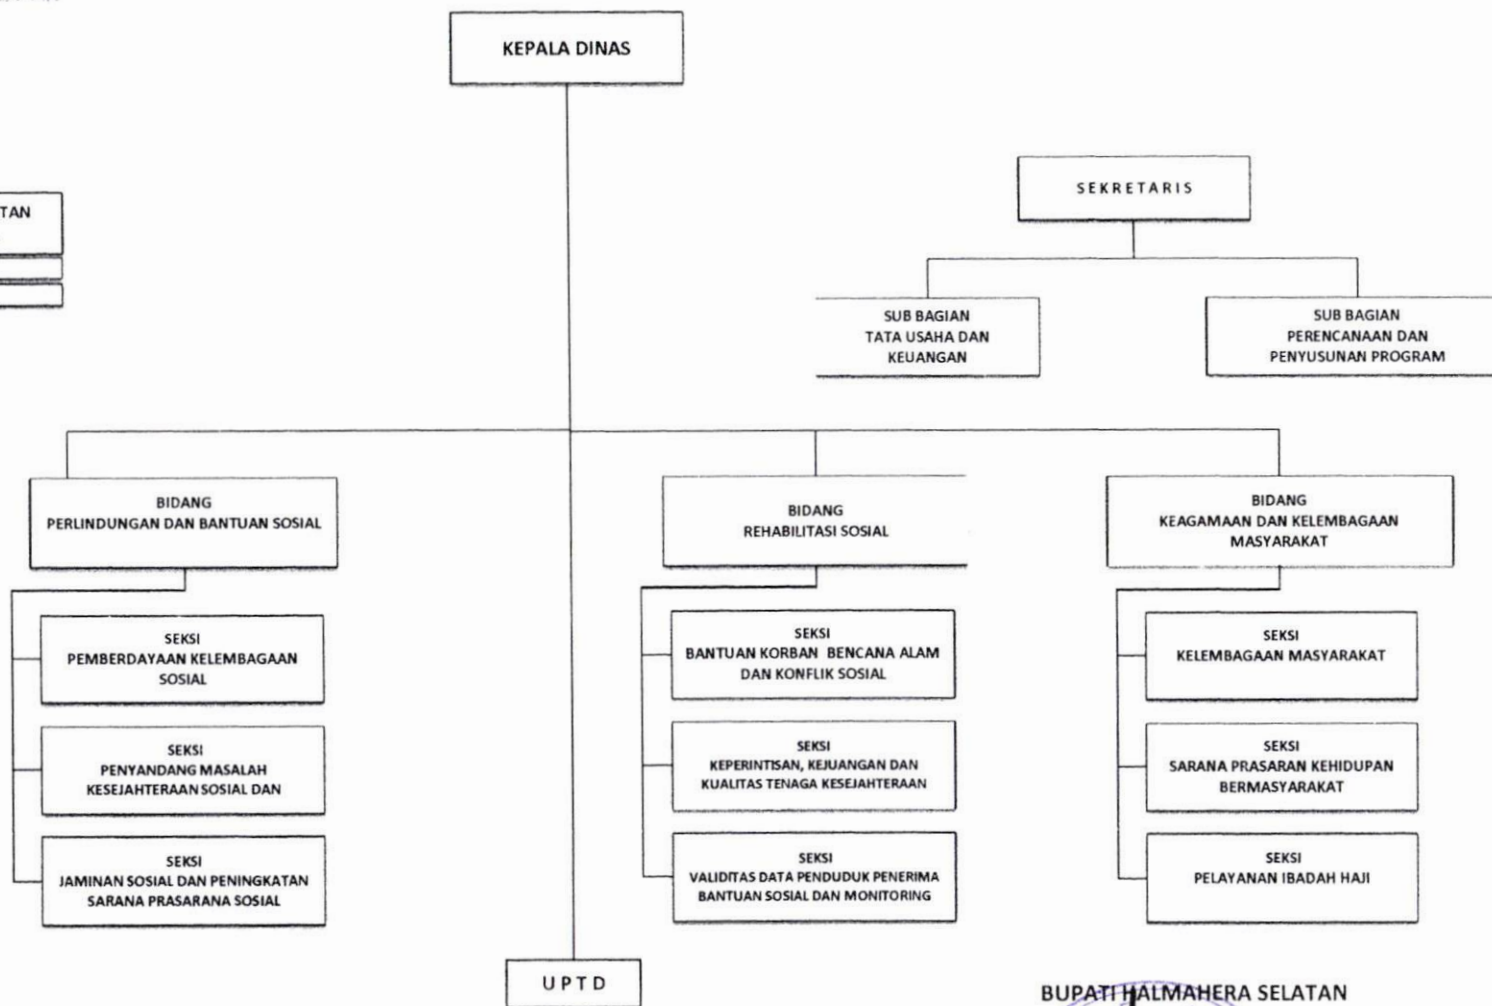 KEPALA DINAS
SEKRETARIS
TAN
SUB BAGIAN
TATA USAHA DAN
KEUANGAN
SUB BAGIAN
PERENCANAAN DAN
PENYUSUNAN PROGRAM
BIDANG
PERLINDUNGAN DAN BANTUAN SOSIAL
SEKSI
PEMBERDAYAAN KELEMBAGAAN
SOSIAL
SEKSI
PENYANDANG MASALAH
KESEJAHTERAAN SOSIAL DAN
SEKSI
JAMINAN SOSIAL DAN PENINGKATAN
SARANA PRASARANA SOSIAL
BIDANG
REHABILITASI SOSIAL
SEKSI
BANTUAN KORBAN BENCANA ALAM
DAN KONFLIK SOSIAL
SEKSI
KEPERINTISAN, KEJUANGAN DAN
KUALITAS TENAGA KESEJAHTERAAN
SEKSI
VALIDITAS DATA PENDUDUK PENERIMA
BANTUAN SOSIAL DAN MONITORING
BIDANG
KEAGAMAAN DAN KELEMBAGAAN
MASYARAKAT
SEKSI
KELEMBAGAAN MASYARAKAT
SEKSI
SARANA PRASARAN KEHIDUPAN
BERMASYARAKAT
SEKSI
PELAYANAN IBADAH HAJI
UPTD
BUPATI HALMAHERA SELATAN